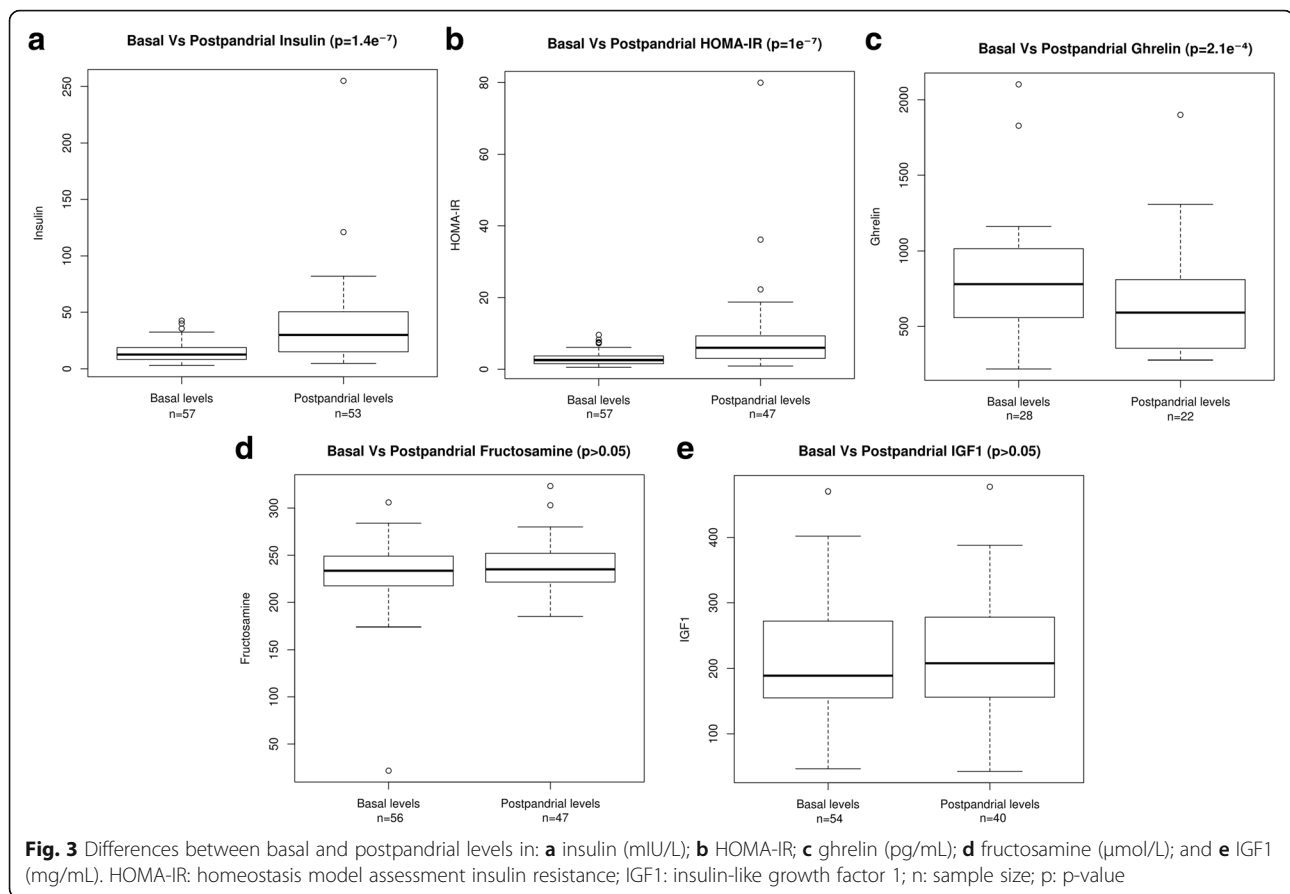 a
Basal Vs Postpandrial Insulin (p=1.4e⁻⁷)
Insulin
250
200
150
100
50
0
Basal levels
n=57
Postpandrial levels
n=53
b
Basal Vs Postpandrial HOMA-IR (p=1e⁻⁷)
HOMA-IR
80
60
40
20
0
Basal levels
n=57
Postpandrial levels
n=47
c
Basal Vs Postpandrial Ghrelin (p=2.1e⁻⁴)
Ghrelin
2000
1500
1000
500
Basal levels
n=28
Postpandrial levels
n=22
d
Basal Vs Postpandrial Fructosamine (p>0.05)
Fructosamine
300
250
200
150
100
50
Basal levels
n=56
Postpandrial levels
n=47
e
Basal Vs Postpandrial IGF1 (p>0.05)
IGF1
400
300
200
100
Basal levels
n=54
Postpandrial levels
n=40
Fig. 3 Differences between basal and postpandrial levels in: a insulin (mIU/L); b HOMA-IR; c ghrelin (pg/mL); d fructosamine (μmol/L); and e IGF1
(mg/mL). HOMA-IR: homeostasis model assessment insulin resistance; IGF1: insulin-like growth factor 1; n: sample size; p: p-value